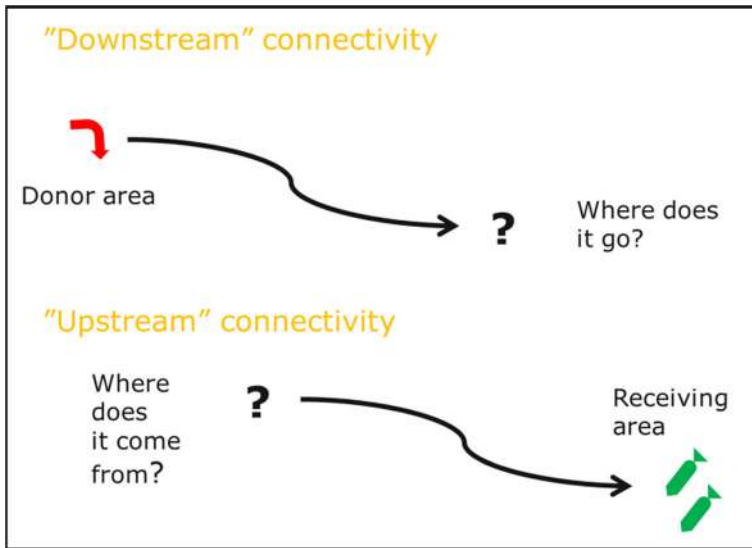 ”Downstream” connectivity
Donor area
?
Where does
it go?
”Upstream” connectivity
Where
does
it come
from?
?
Receiving
area